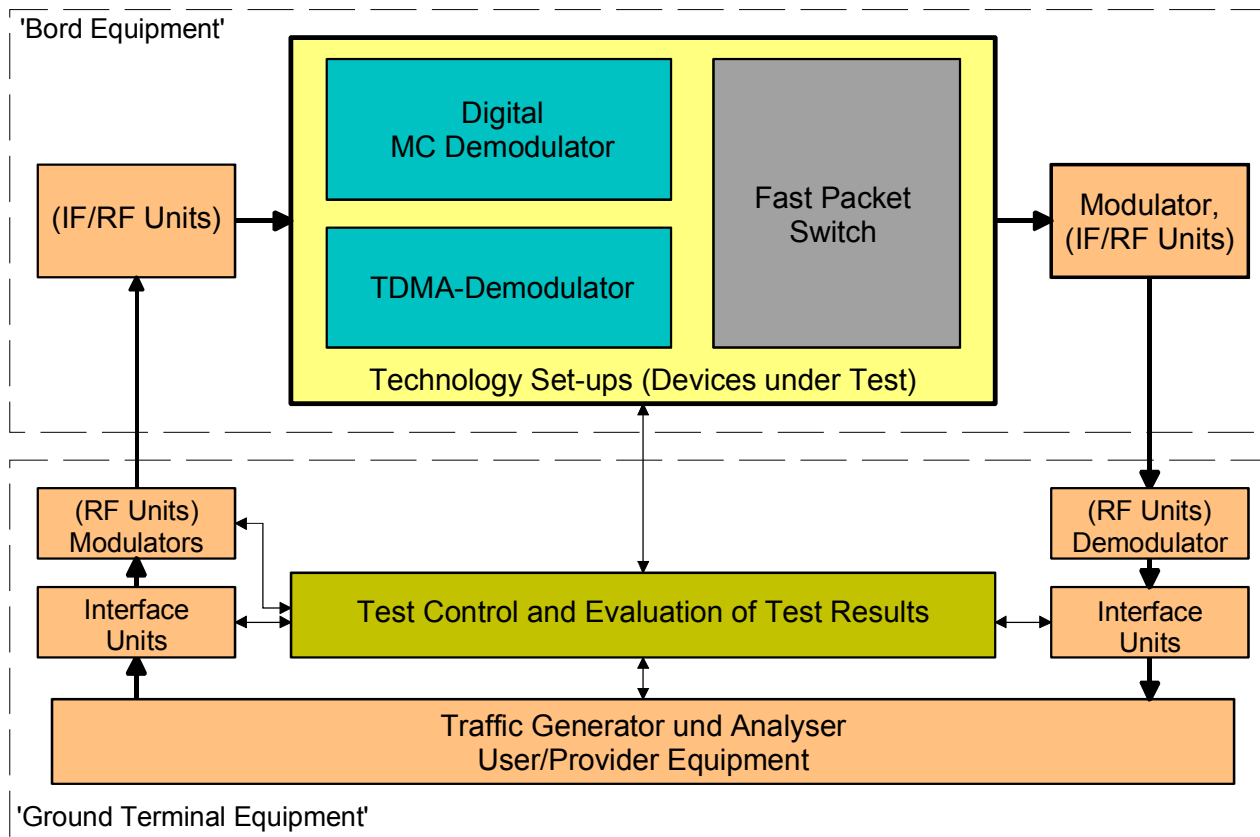 'Bord Equipment'
Digital
MC Demodulator
TDMA-Demodulator
Fast Packet
Switch
Technology Set-ups (Devices under Test)
(IF/RF Units)
Modulator,
(IF/RF Units)
(RF Units)
Modulators
Interface
Units
Test Control and Evaluation of Test Results
(RF Units)
Demodulator
Interface
Units
Traffic Generator und Analyser
User/Provider Equipment
'Ground Terminal Equipment'